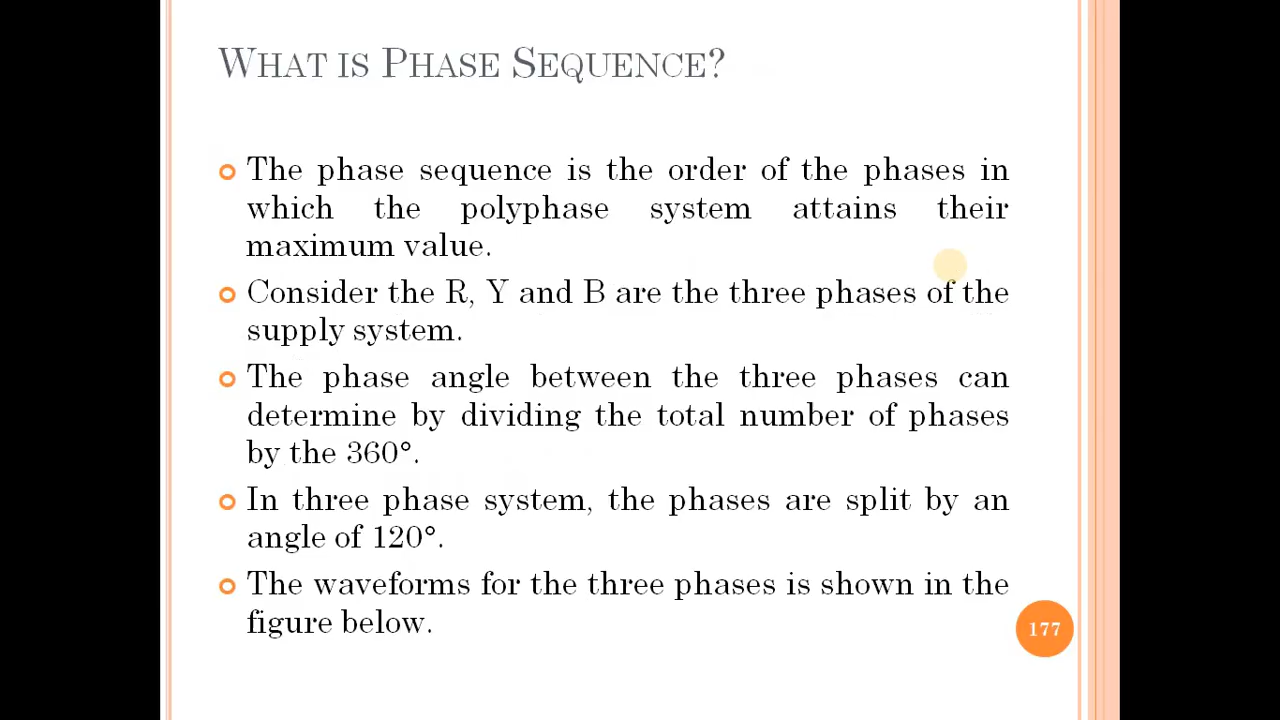 WHAT IS PHASE SEQUENCE?
The phase sequence is the order of the phases in
which the polyphase system attains their
maximum value.
Consider the R, Y and B are the three phases of the
supply system.
The phase angle between the three phases can
determine by dividing the total number of phases
by the 360°.
In three phase system, the phases are split by an
angle of 120°.
The waveforms for the three phases is shown in the
figure below.
177